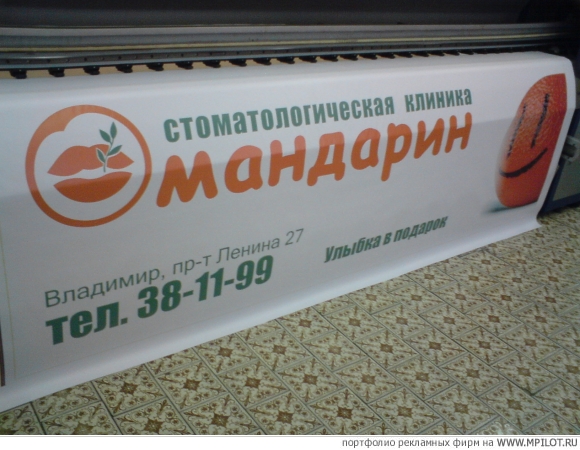 стоматологическая клиника
мандарин
Владимир, пр-т Ленина 27
тел. 38-11-99
Улыбка в подарок
портфолио рекламных фирм на WWW.MPILOT.RU